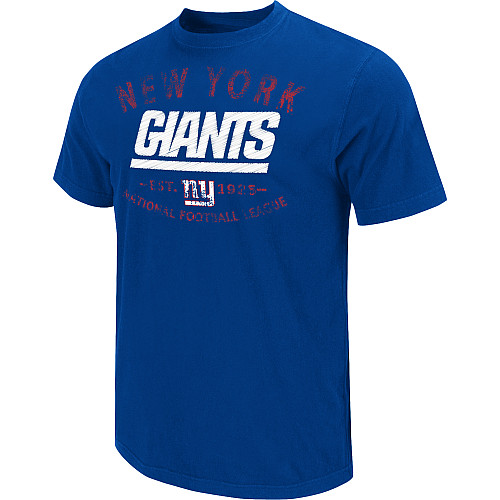 NEW YORK
GIANTS
-EST. ny 1925-
NATIONAL FOOTBALL LEAGUE